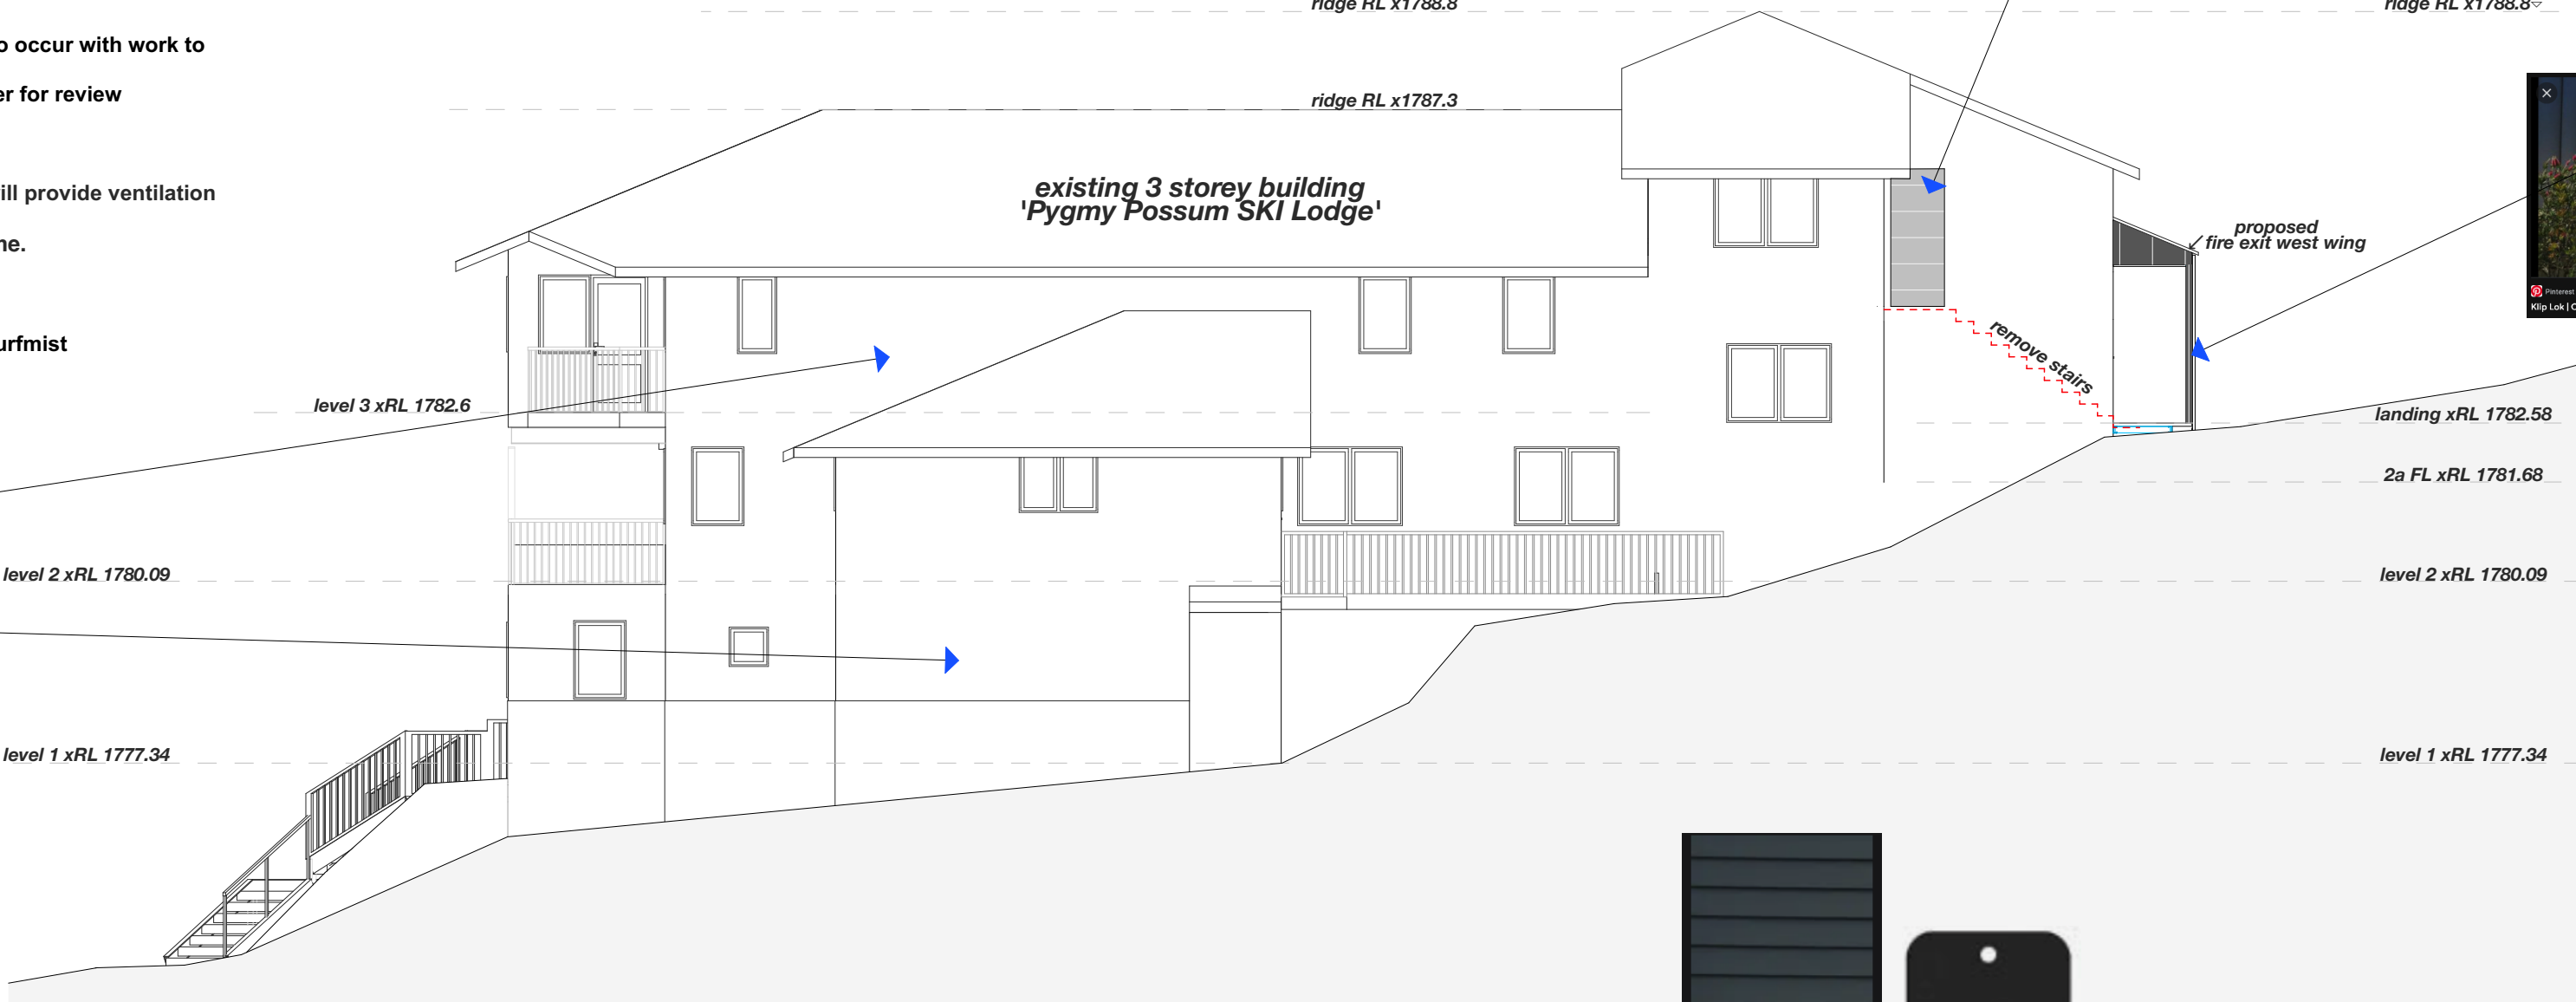 ridge RL x1788.8
ridge RL x1788.8
o occur with work to
er for review
ridge RL x1787.3
existing 3 storey building
'Pygmy Possum SKI Lodge'
ill provide ventilation
ne.
proposed
fire exit west wing
Pinterest
Klip Lok | C
urfmist
remove stairs
level 3 xRL 1782.6
landing xRL 1782.58
2a FL xRL 1781.68
level 2 xRL 1780.09
level 2 xRL 1780.09
level 1 xRL 1777.34
level 1 xRL 1777.34